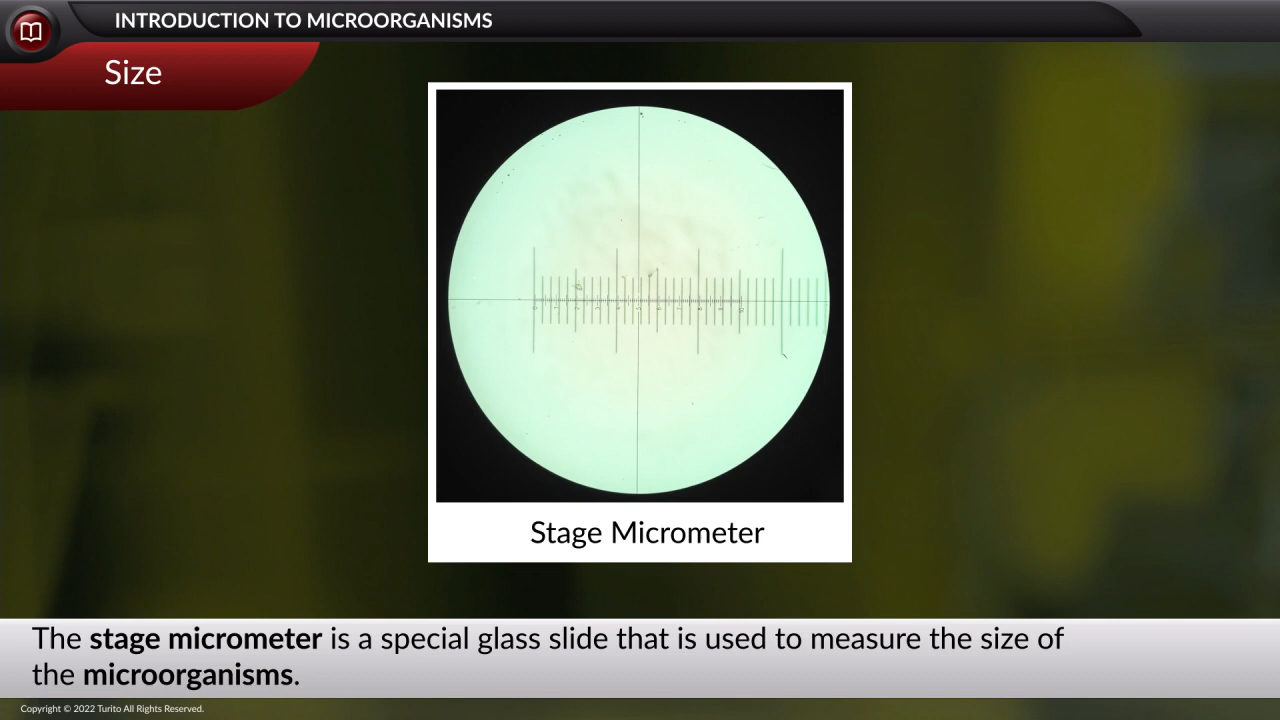 INTRODUCTION TO MICROORGANISMS
Size
Stage Micrometer
The stage micrometer is a special glass slide that is used to measure the size of
the microorganisms.
Copyright © 2022 Turito All Rights Reserved.